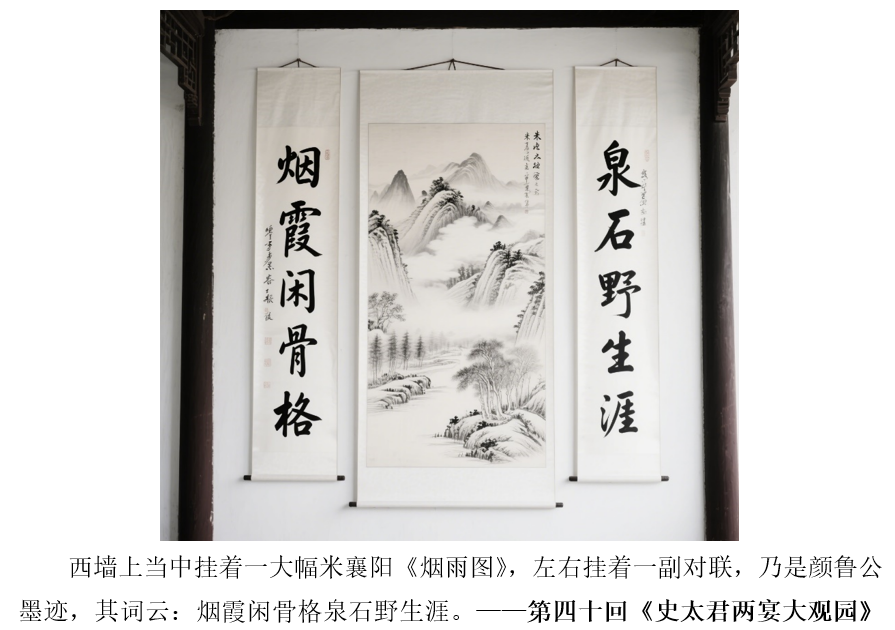 烟霞闲骨格
泉石野生涯
西墙上当中挂着一大幅米襄阳《烟雨图》，左右挂着一副对联，乃是颜鲁公
墨迹，其词云：烟霞闲骨格泉石野生涯。——第四十回《史太君两宴大观园》